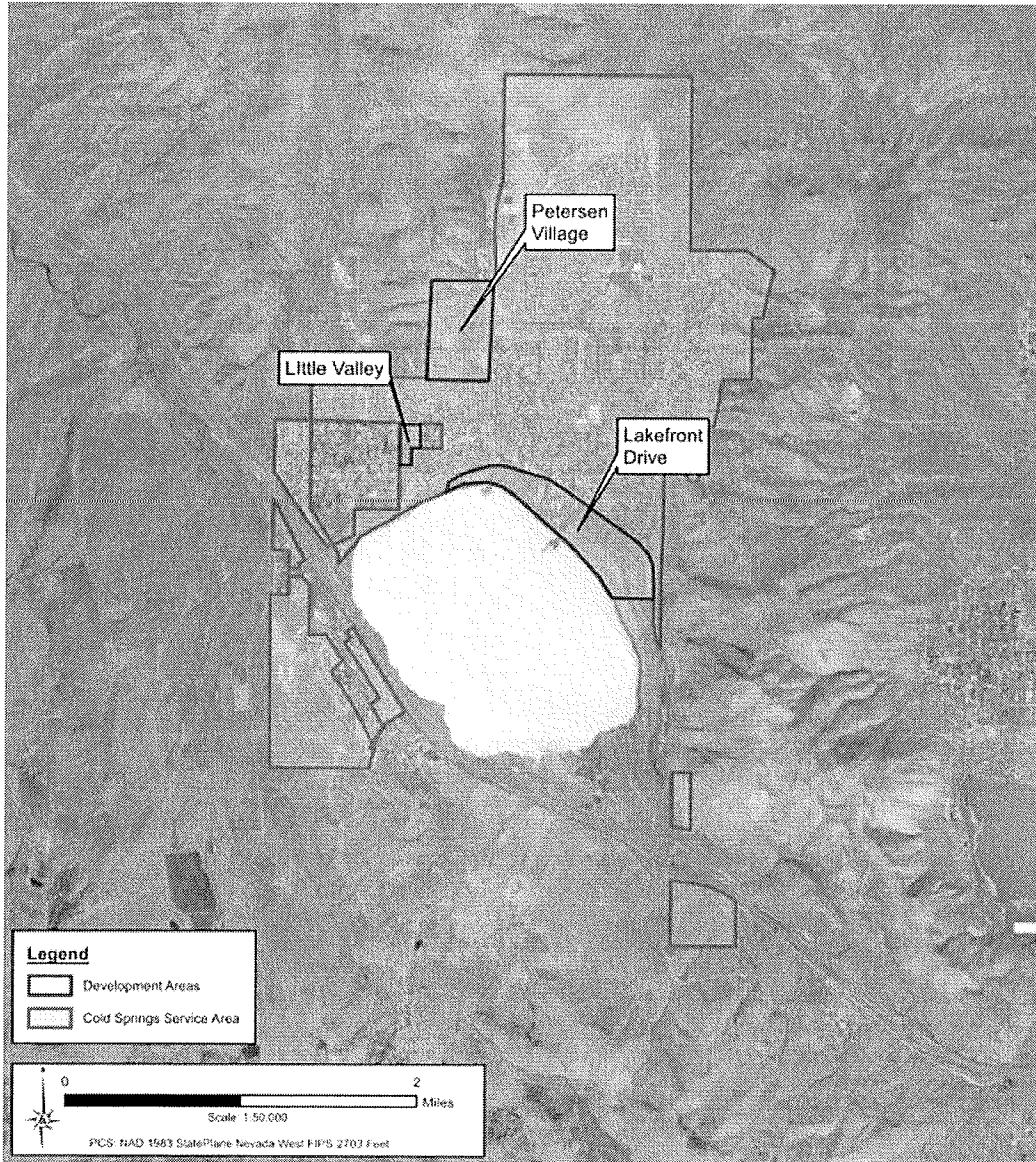 Petersen
Village
LIttle Valley
Lakefront
Drive
Legend
Development Areas
Cold Springs Service Area
0 2
Miles
Scale: 1:50,000
PCS: NAD 1983 StatePlane Nevada West FIPS 2703 Feet